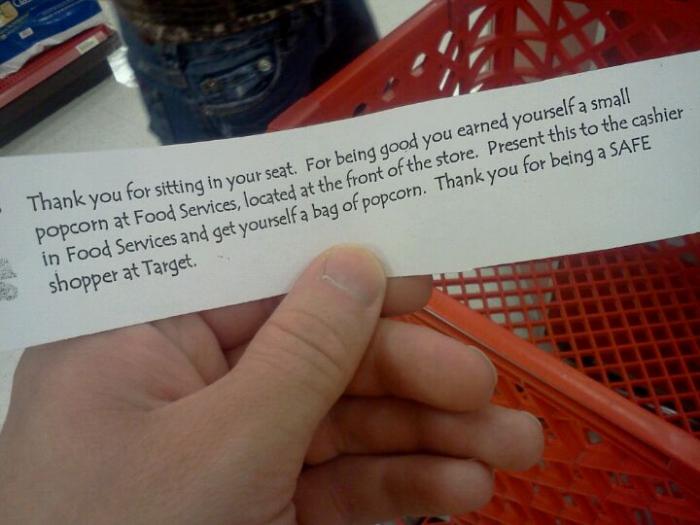 Thank you for sitting in your seat. For being good you earned yourself a small
popcorn at Food Services, located at the front of the store. Present this to the cashier
in Food Services and get yourself a bag of popcorn. Thank you for being a SAFE
shopper at Target.